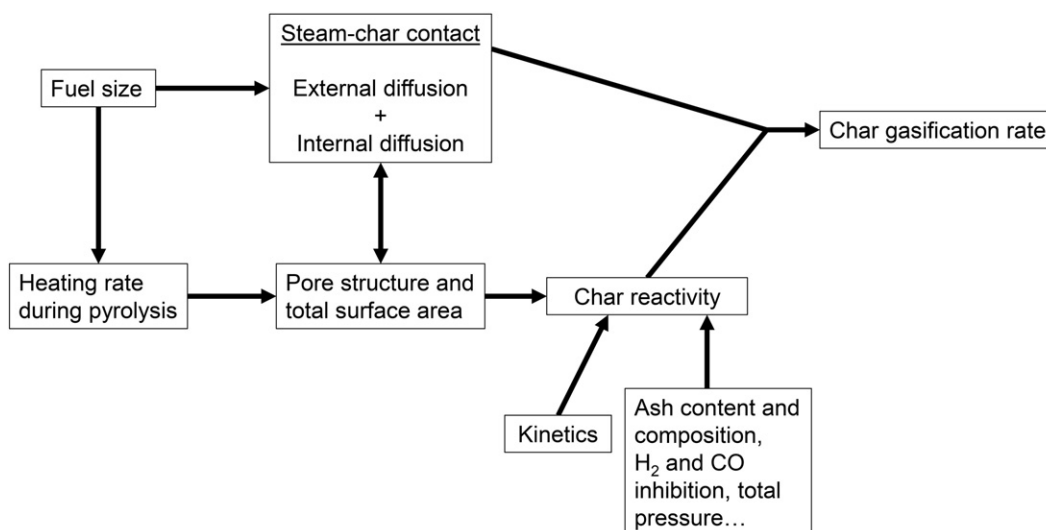 Steam-char contact
Fuel size
External diffusion
+
Internal diffusion
Char gasification rate
Heating rate
during pyrolysis
Pore structure and
total surface area
Char reactivity
Kinetics
Ash content and
composition,
H₂ and CO
inhibition, total
pressure…